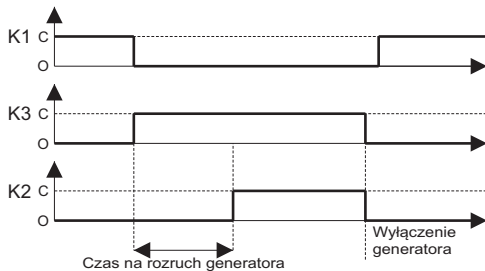 K1 C
O
K3 C
O
K2 C
O
Czas na rozruch generatora
Wyłączenie
generatora